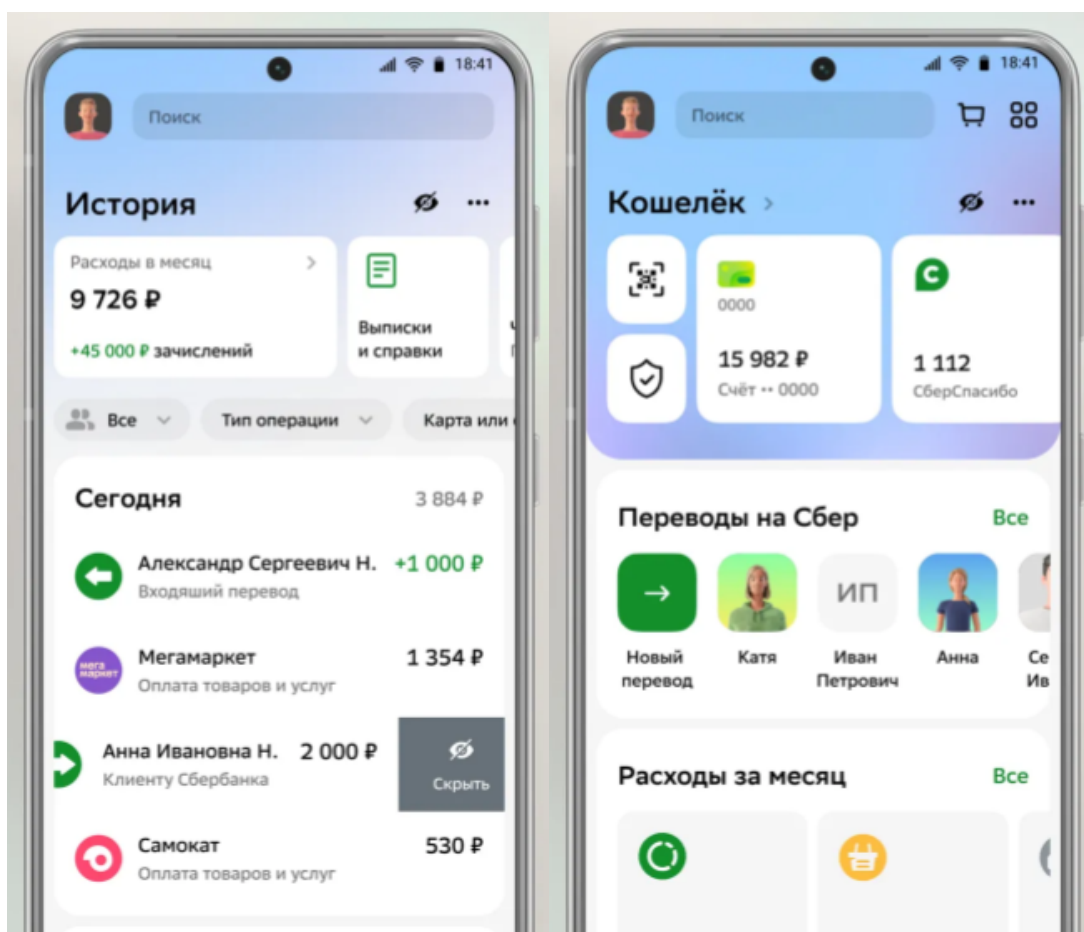 18:41
Поиск
История
Расходы в месяц
9 726 ₽
+45 000 ₽ зачислений
Выписки
и справки
Все
Тип операции
Карта или
Сегодня
3 884 ₽
Александр Сергеевич Н.
+1 000 ₽
Входящий перевод
мега
маркет
Мегамаркет
1 354 ₽
Оплата товаров и услуг
Анна Ивановна Н.
2 000 ₽
Клиенту Сбербанка
Скрыть
Самокат
530 ₽
Оплата товаров и услуг
18:41
Поиск
Кошелёк
0000
15 982 ₽
Счёт •• 0000
С
1 112
СберСпасибо
Переводы на Сбер
Все
Новый
перевод
Катя
ИП
Иван
Петрович
Анна
Се
Ив
Расходы за месяц
Все